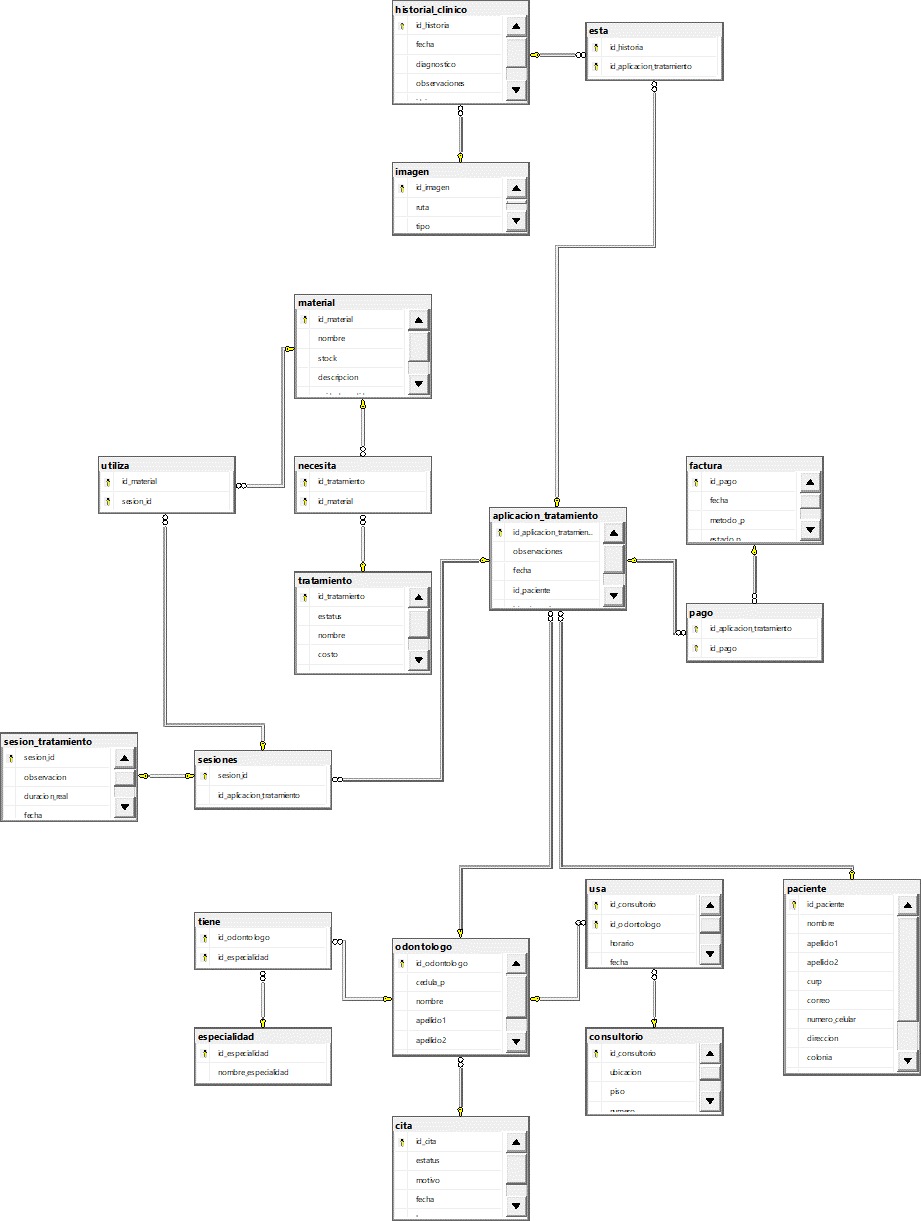 historial_clinico
id_historia
fecha
diagnostico
observaciones
esta
id_historia
id_aplicacion_tratamiento
imagen
id_imagen
ruta
tipo
material
id_material
nombre
stock
descripcion
utiliza
id_material
sesion_id
necesita
id_tratamiento
id_material
factura
id_pago
fecha
metodo_p
estado_p
aplicacion_tratamiento
id_aplicacion_tratamien...
observaciones
fecha
id_paciente
tratamiento
id_tratamiento
estatus
nombre
costo
pago
id_aplicacion_tratamiento
id_pago
sesion_tratamiento
sesion_id
observacion
duracion_real
fecha
sesiones
sesion_id
id_aplicacion_tratamiento
usa
id_consultorio
id_odontologo
horario
fecha
paciente
id_paciente
nombre
apellido1
apellido2
curp
correo
numero_celular
direccion
colonia
tiene
id_odontologo
id_especialidad
odontologo
id_odontologo
cedula_p
nombre
apellido1
apellido2
especialidad
id_especialidad
nombre_especialidad
consultorio
id_consultorio
ubicacion
piso
numero
cita
id_cita
estatus
motivo
fecha